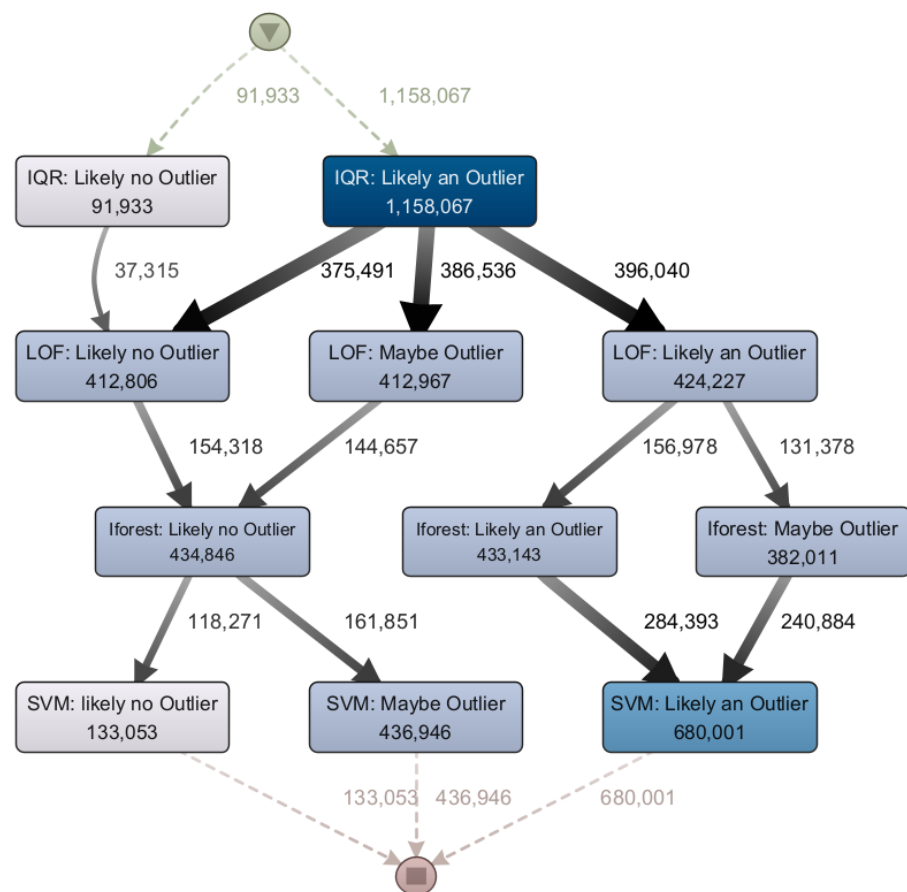 91,933
1,158,067
IQR: Likely no Outlier
91,933
IQR: Likely an Outlier
1,158,067
37,315
375,491
386,536
396,040
LOF: Likely no Outlier
412,806
LOF: Maybe Outlier
412,967
LOF: Likely an Outlier
424,227
154,318
144,657
156,978
131,378
Iforest: Likely no Outlier
434,846
Iforest: Likely an Outlier
433,143
Iforest: Maybe Outlier
382,011
118,271
161,851
284,393
240,884
SVM: likely no Outlier
133,053
SVM: Maybe Outlier
436,946
SVM: Likely an Outlier
680,001
133,053
436,946
680,001